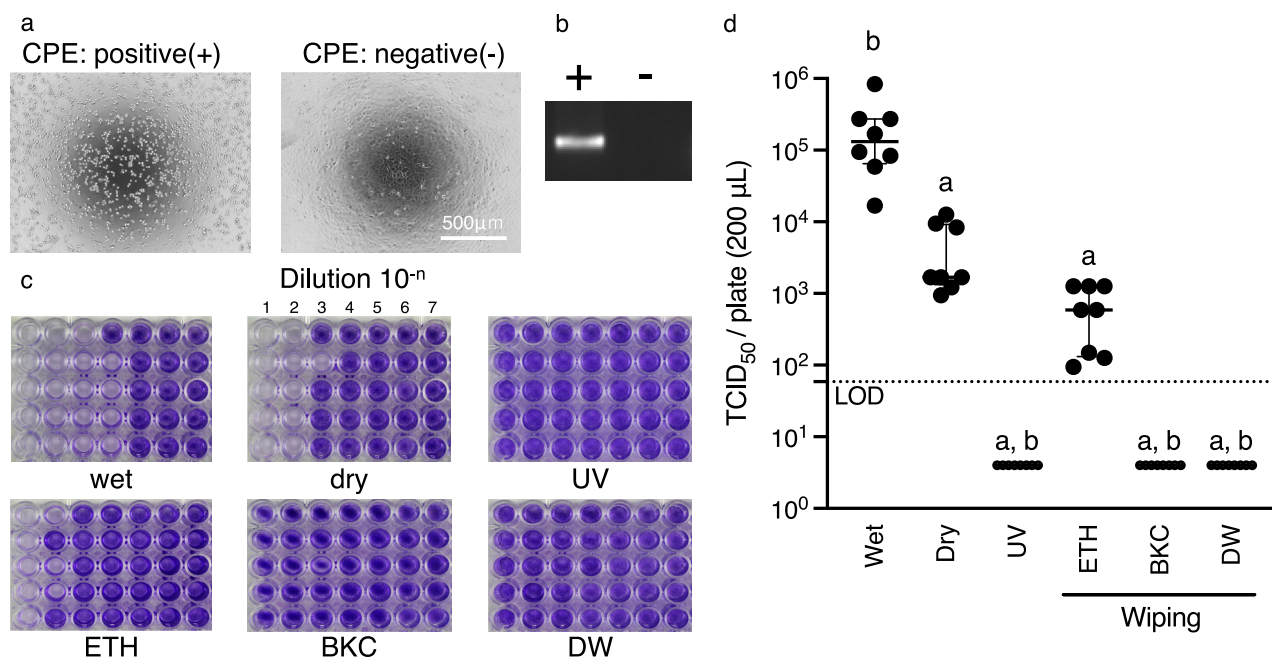 a
CPE: positive(+)
CPE: negative(-)
500μm
b
+
-
c
Dilution 10⁻ⁿ
1 2 3 4 5 6 7
wet
dry
UV
ETH
BKC
DW
d
TCID₅₀ / plate (200 μL)
10⁶
10⁵
10⁴
10³
10²
10¹
10⁰
LOD
b
a
a, b
a
a, b
a, b
Wet
Dry
UV
ETH
BKC
DW
Wiping